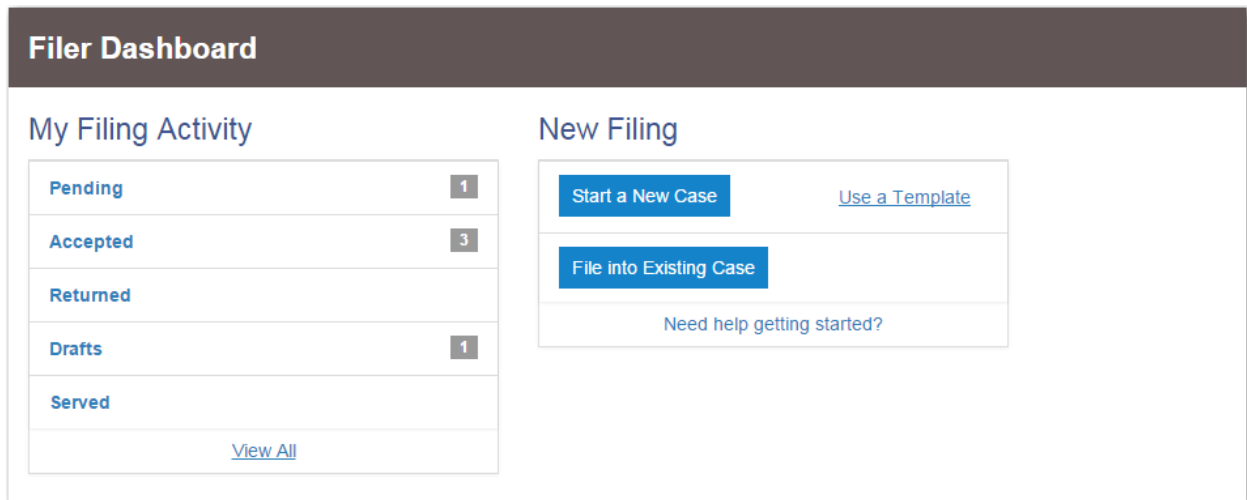 Filer Dashboard
My Filing Activity
Pending 1
Accepted 3
Returned
Drafts 1
Served
View All
New Filing
Start a New Case Use a Template
File into Existing Case
Need help getting started?